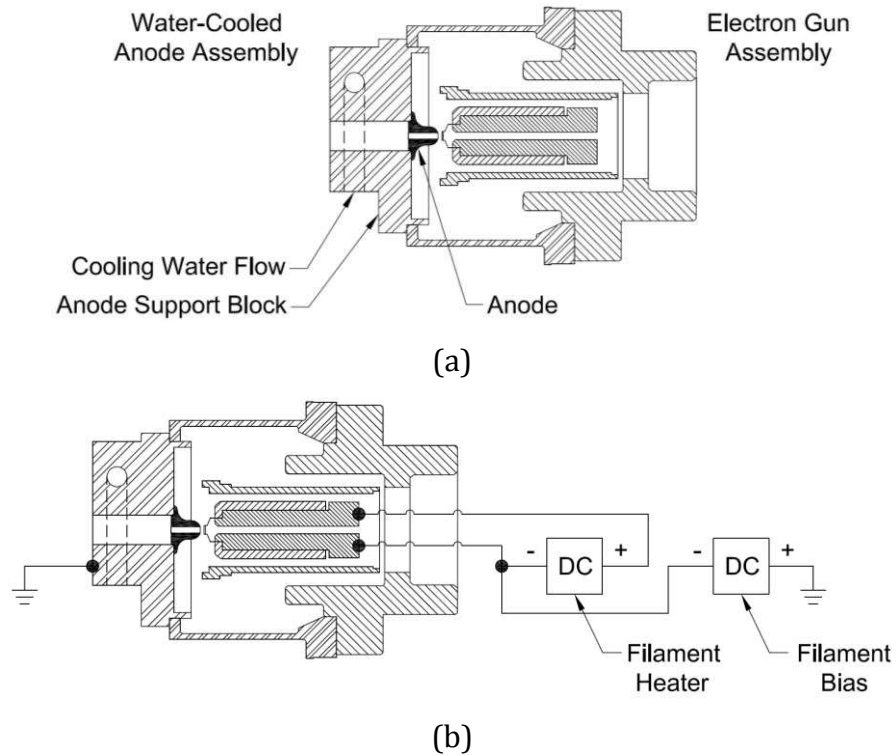 Water-Cooled
Anode Assembly
Electron Gun
Assembly
Cooling Water Flow
Anode Support Block
Anode
(a)
- DC +
- DC +
Filament
Heater
Filament
Bias
(b)